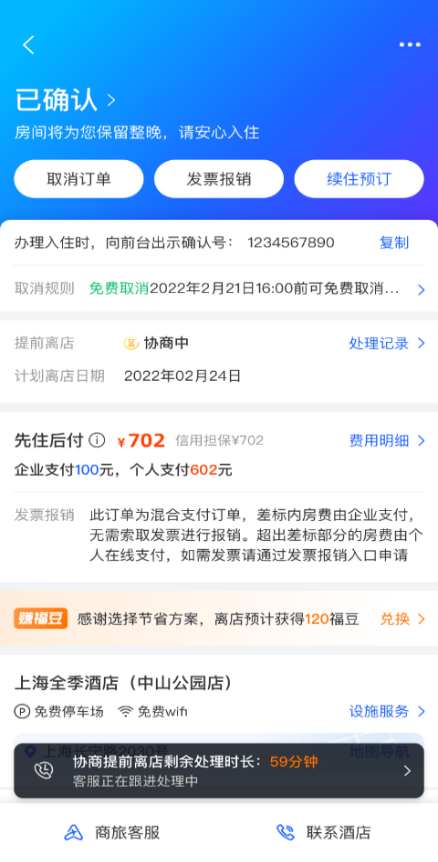 已确认
房间将为您保留整晚，请安心入住
取消订单 发票报销 续住预订
办理入住时，向前台出示确认号： 1234567890 复制
取消规则 免费取消2022年2月21日16:00前可免费取消...
提前离店 协商中 处理记录
计划离店日期 2022年02月24日
先住后付 ¥702 信用担保¥702 费用明细
企业支付100元，个人支付602元
发票报销 此订单为混合支付订单，差标内房费由企业支付，
无需索取发票进行报销。超出差标部分的房费由个
人在线支付，如需发票请通过发票报销入口申请
赚福豆 感谢选择节省方案，离店预计获得120福豆 兑换
上海全季酒店（中山公园店）
免费停车场 免费wifi 设施服务
上海长宁路2030号 地图导航
协商提前离店剩余处理时长：59分钟
客服正在跟进处理中
商旅客服 联系酒店